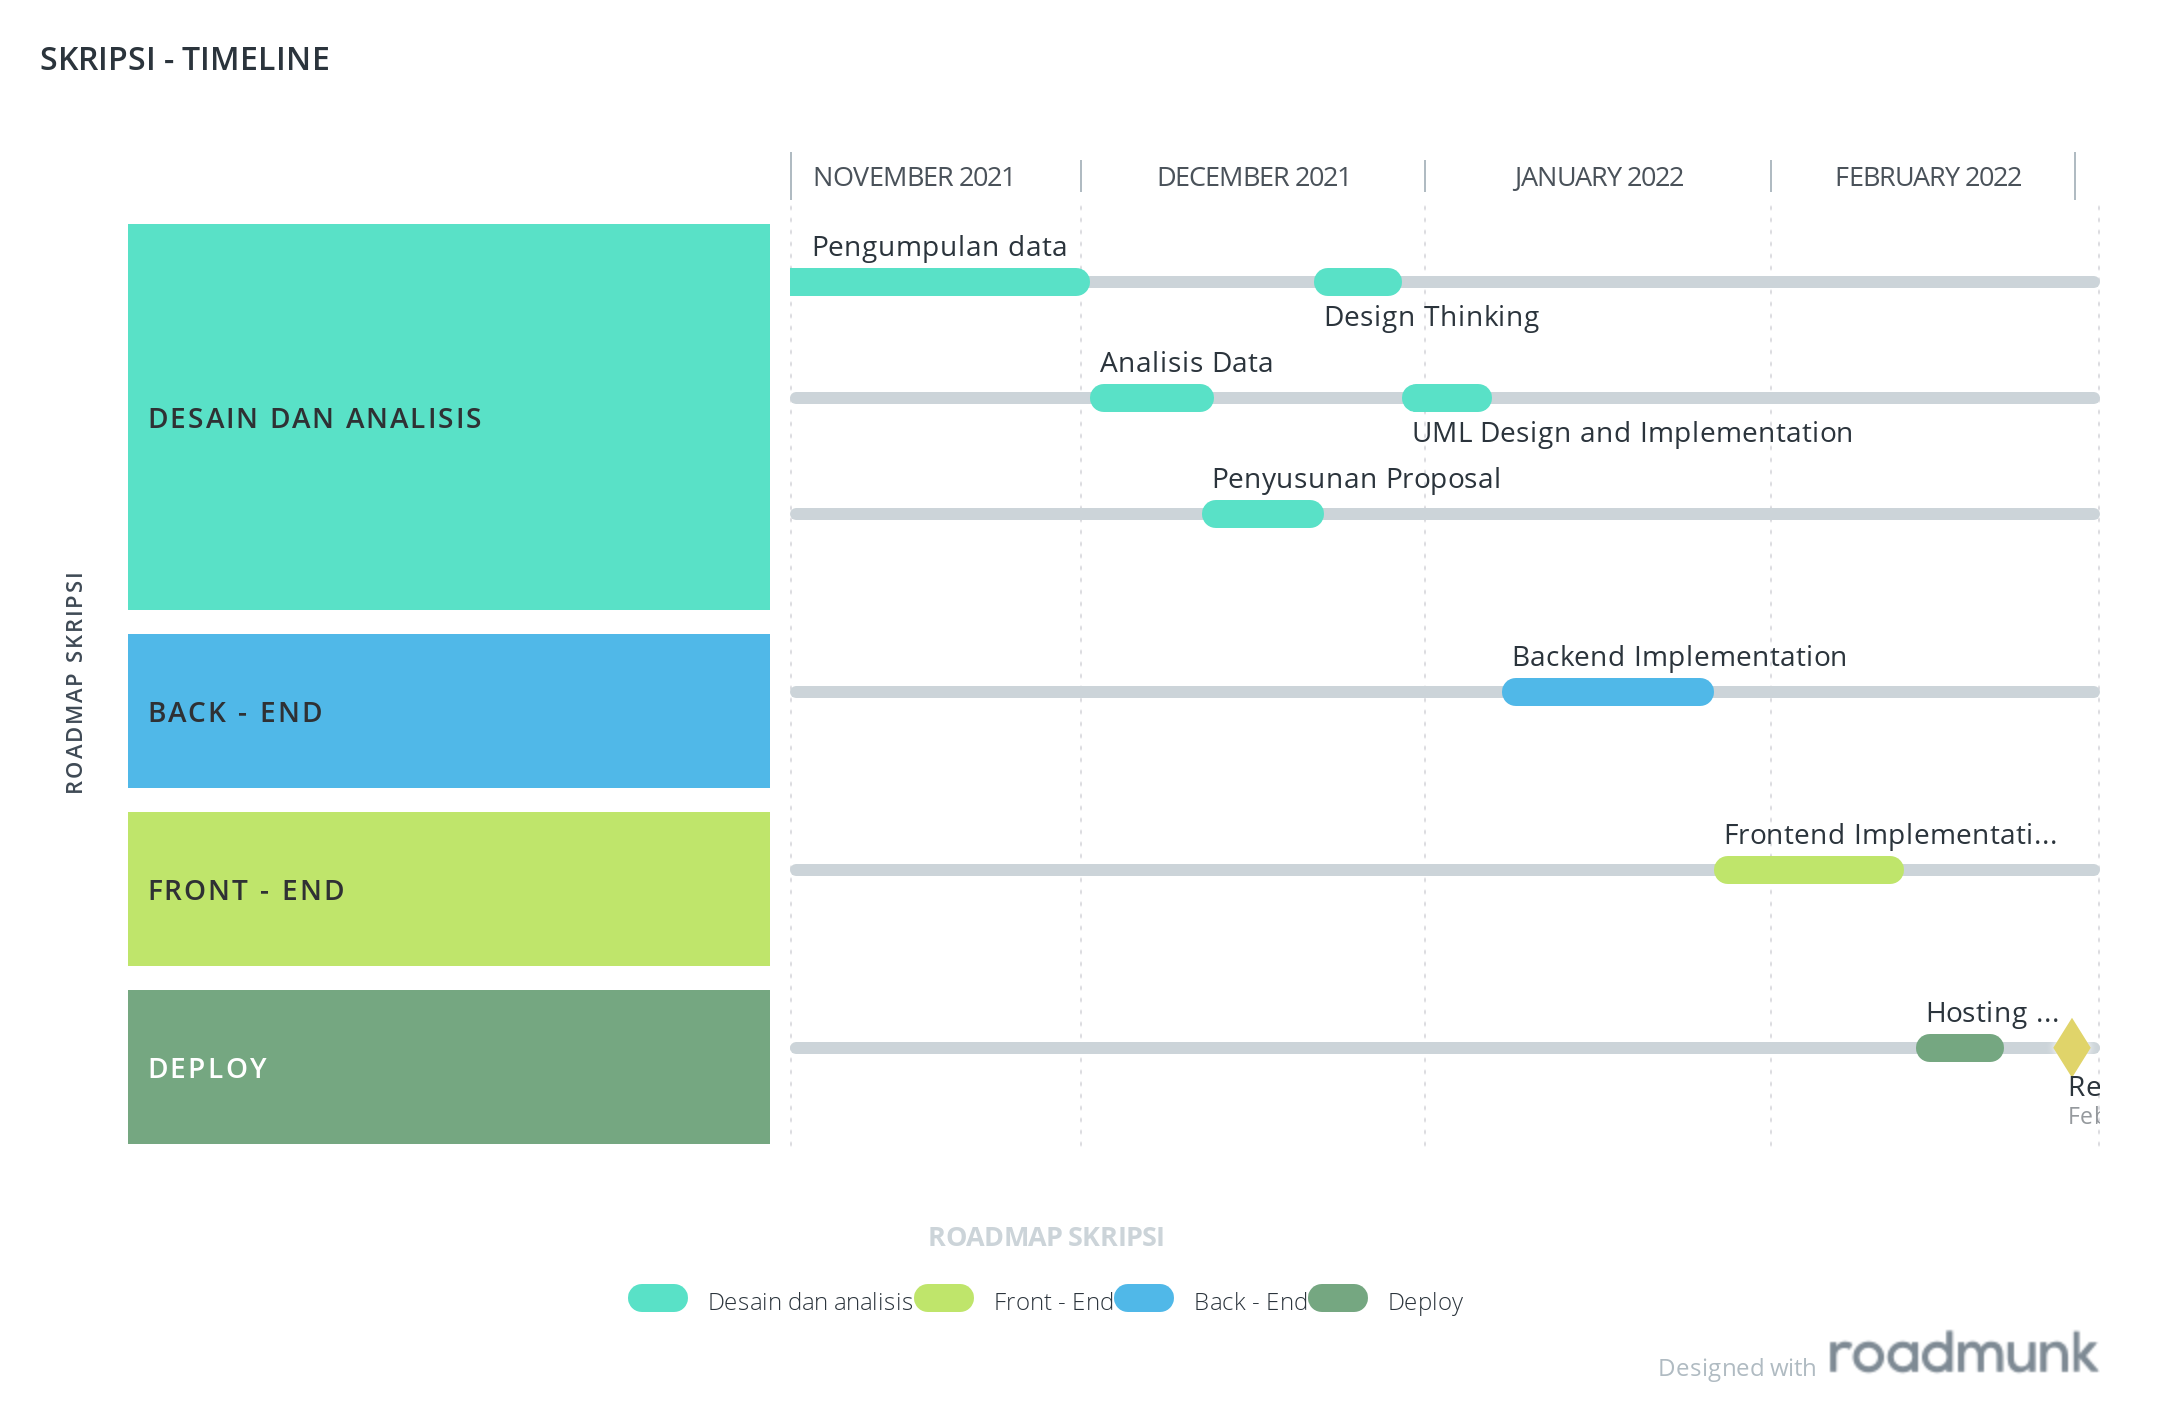 SKRIPSI - TIMELINE
NOVEMBER 2021
DECEMBER 2021
JANUARY 2022
FEBRUARY 2022
ROADMAP SKRIPSI
DESAIN DAN ANALISIS
Pengumpulan data
Design Thinking
Analisis Data
UML Design and Implementation
Penyusunan Proposal
BACK - END
Backend Implementation
FRONT - END
Frontend Implementati...
DEPLOY
Hosting ...
Re
Feb
ROADMAP SKRIPSI
Desain dan analisis
Front - End
Back - End
Deploy
Designed with roadmunk